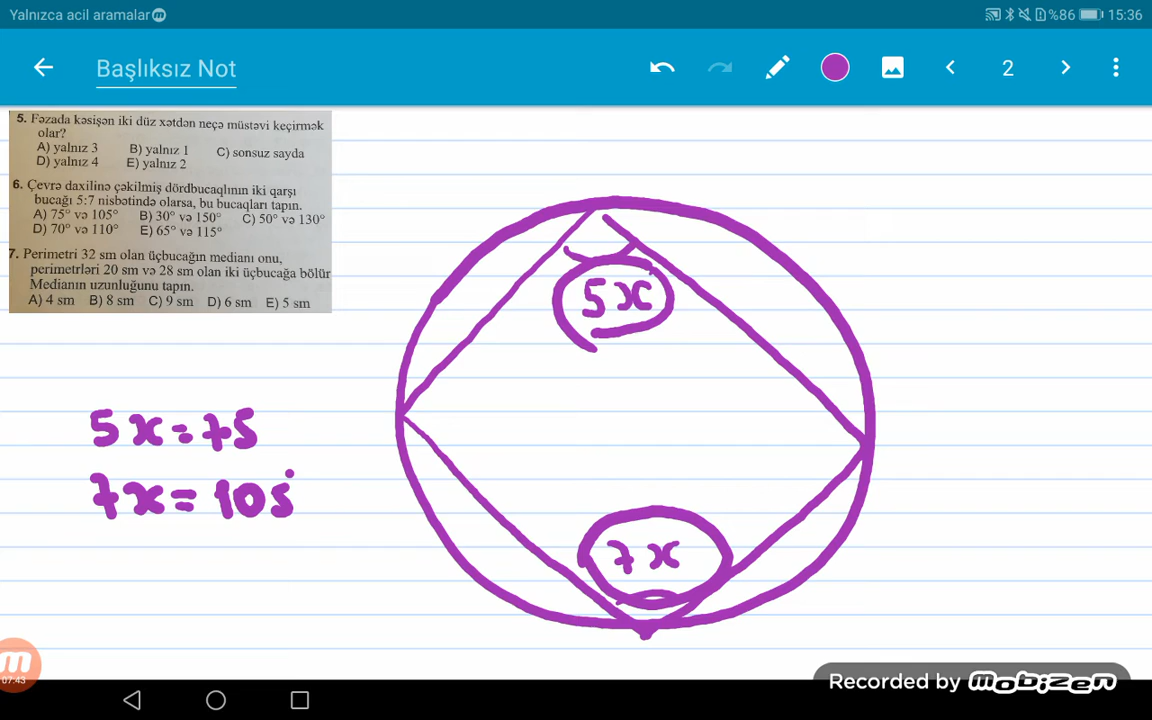 Yalnızca acil aramalar %86 15:36
Başlıksız Not 2
5. Fəzada kəsişən iki düz xətdən neçə müstəvi keçirmək
olar?
A) yalnız 3 B) yalnız 1 C) sonsuz sayda
D) yalnız 4 E) yalnız 2
6. Çevrə daxilinə çəkilmiş dördbucaqlının iki qarşı
bucağı 5:7 nisbətində olarsa, bu bucaqları tapın.
A) 75° və 105° B) 30° və 150° C) 50° və 130°
D) 70° və 110° E) 65° və 115°
7. Perimetri 32 sm olan üçbucağın medianı onu,
perimetrləri 20 sm və 28 sm olan iki üçbucağa bölür
Medianın uzunluğunu tapın.
A) 4 sm B) 8 sm C) 9 sm D) 6 sm E) 5 sm
5x
5x = 75
7x = 105°
7x
07:43
Recorded by mobizen